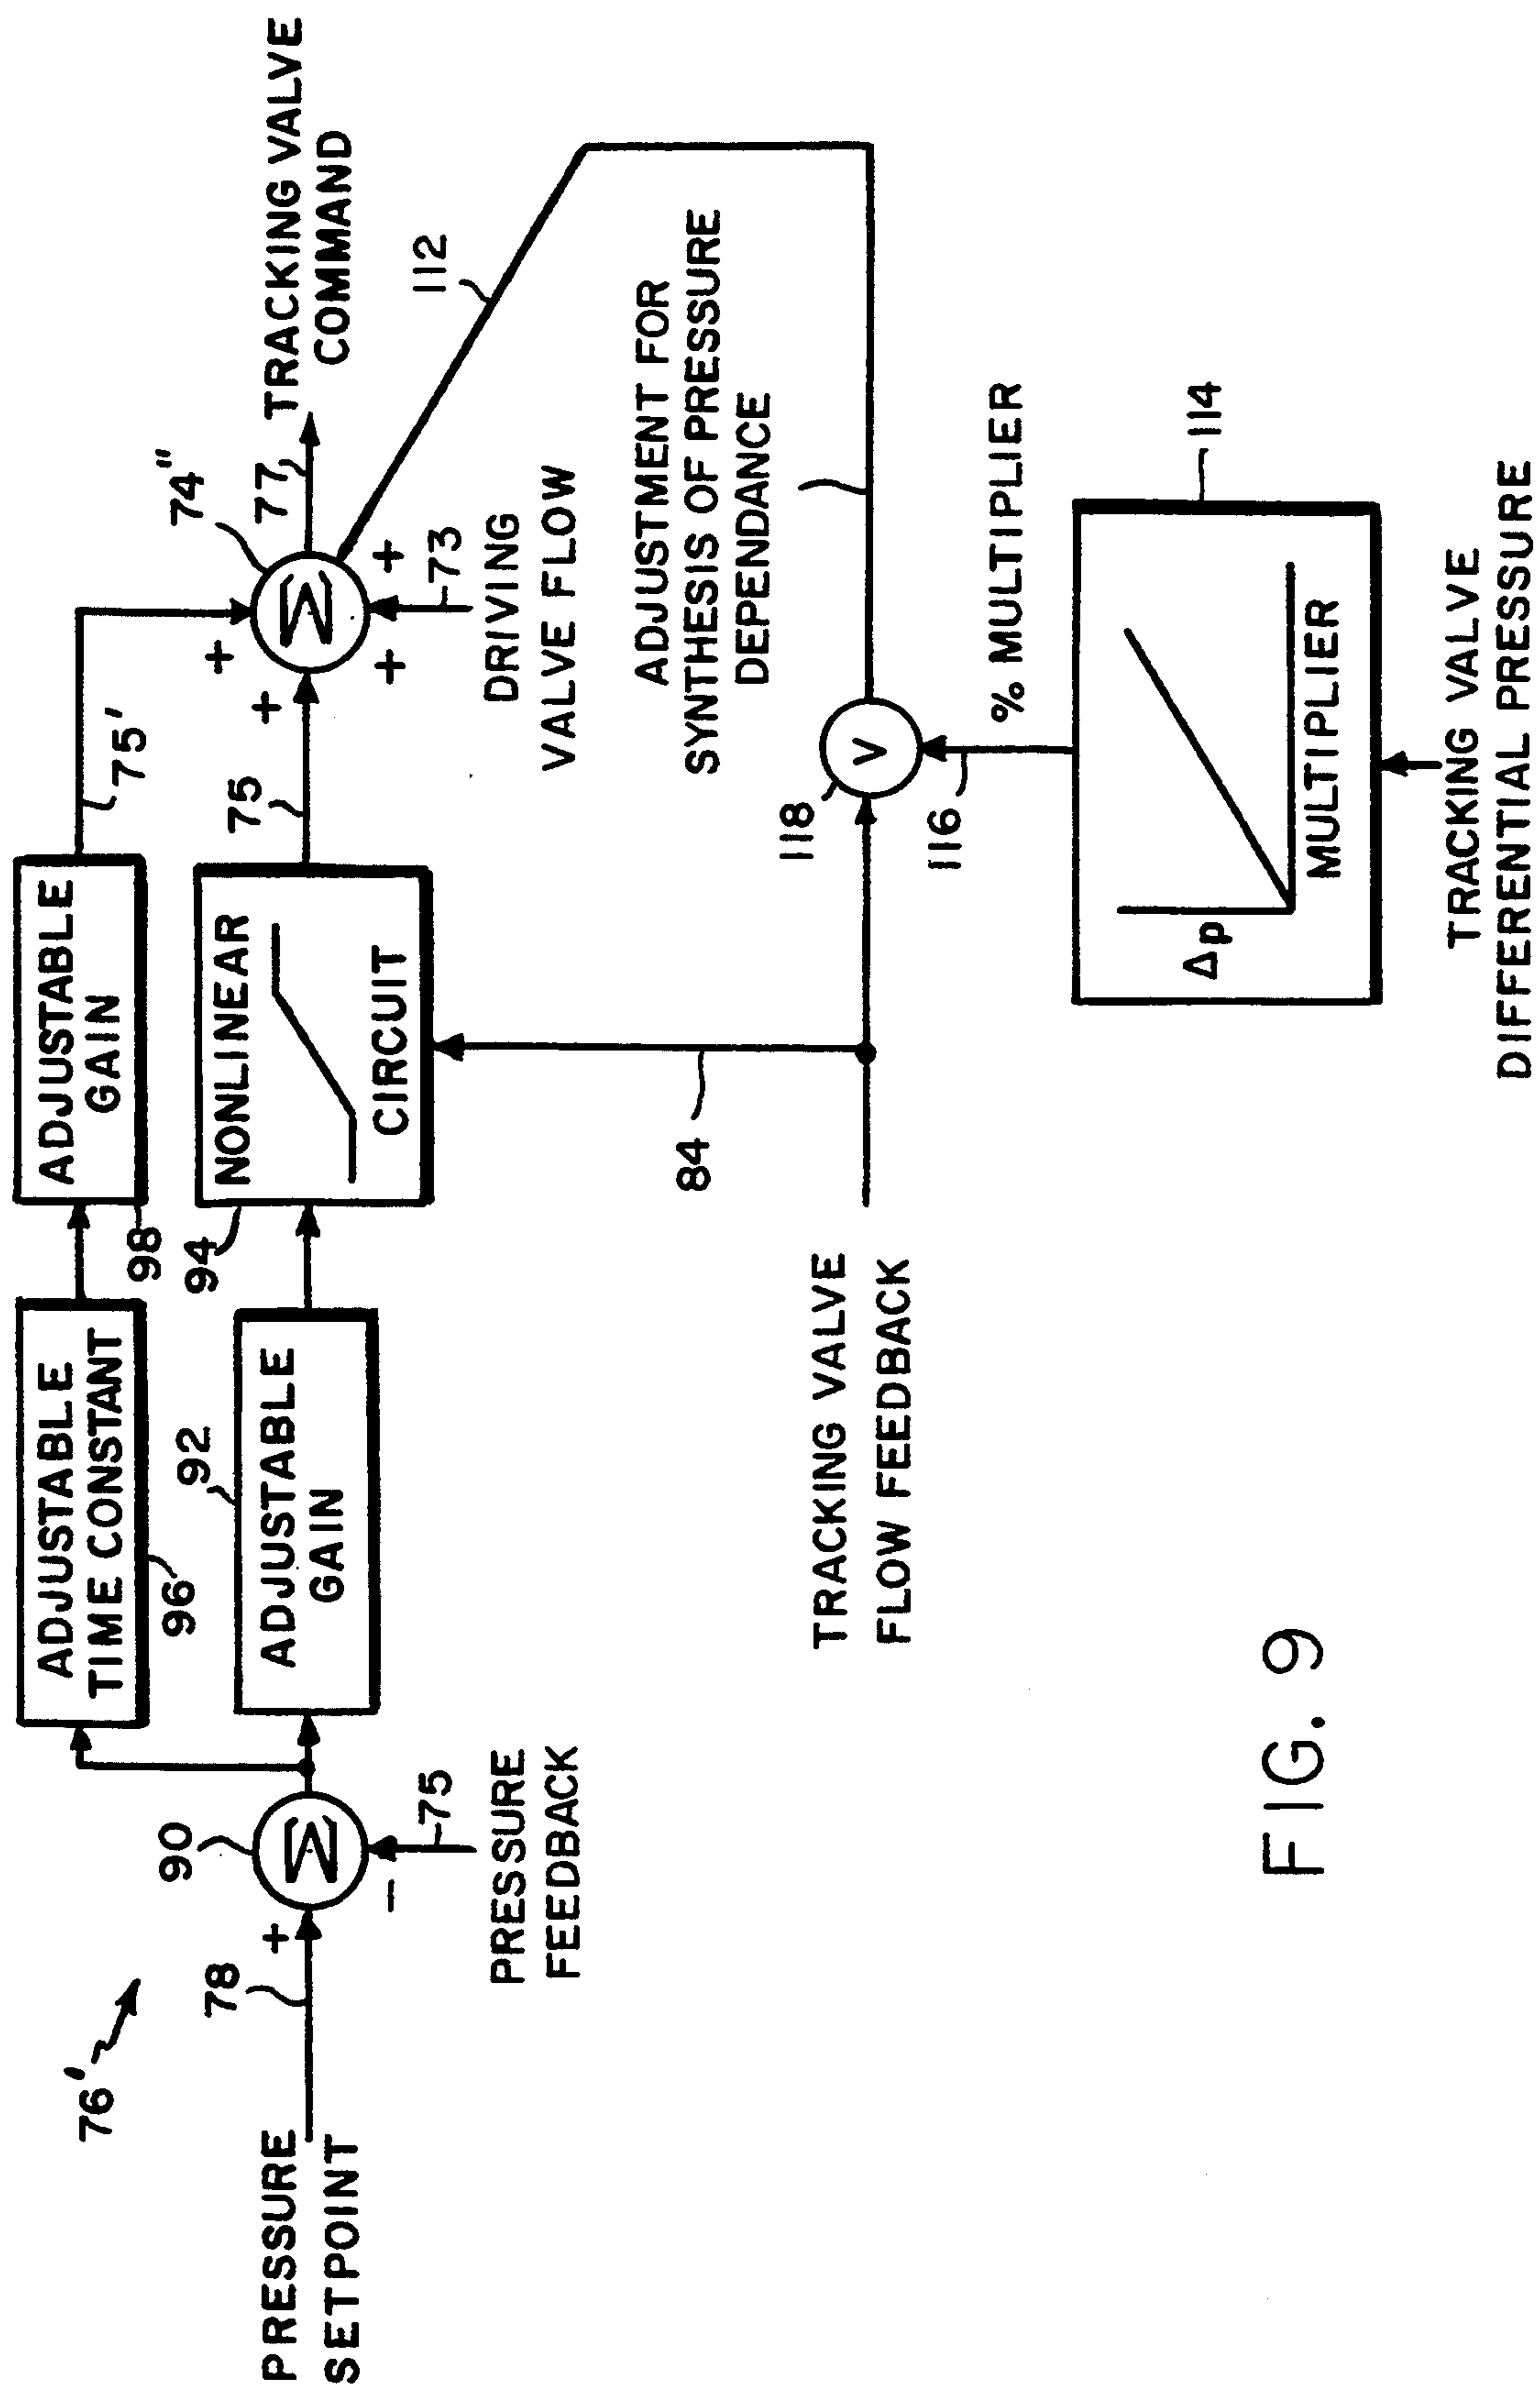 76'
PRESSURE
SETPOINT
78
+
90
Σ
-
75
PRESSURE
FEEDBACK
ADJUSTABLE
TIME CONSTANT
96
92
ADJUSTABLE
GAIN
ADJUSTABLE
GAIN
98
94
NONLINEAR
CIRCUIT
75'
75
+
+
+
+
Σ
74"
77
TRACKING VALVE
COMMAND
73
DRIVING
VALVE FLOW
112
ADJUSTMENT FOR
SYNTHESIS OF PRESSURE
DEPENDANCE
84
TRACKING VALVE
FLOW FEEDBACK
118
V
116
% MULTIPLIER
114
Δp
MULTIPLIER
TRACKING VALVE
DIFFERENTIAL PRESSURE
FIG. 9